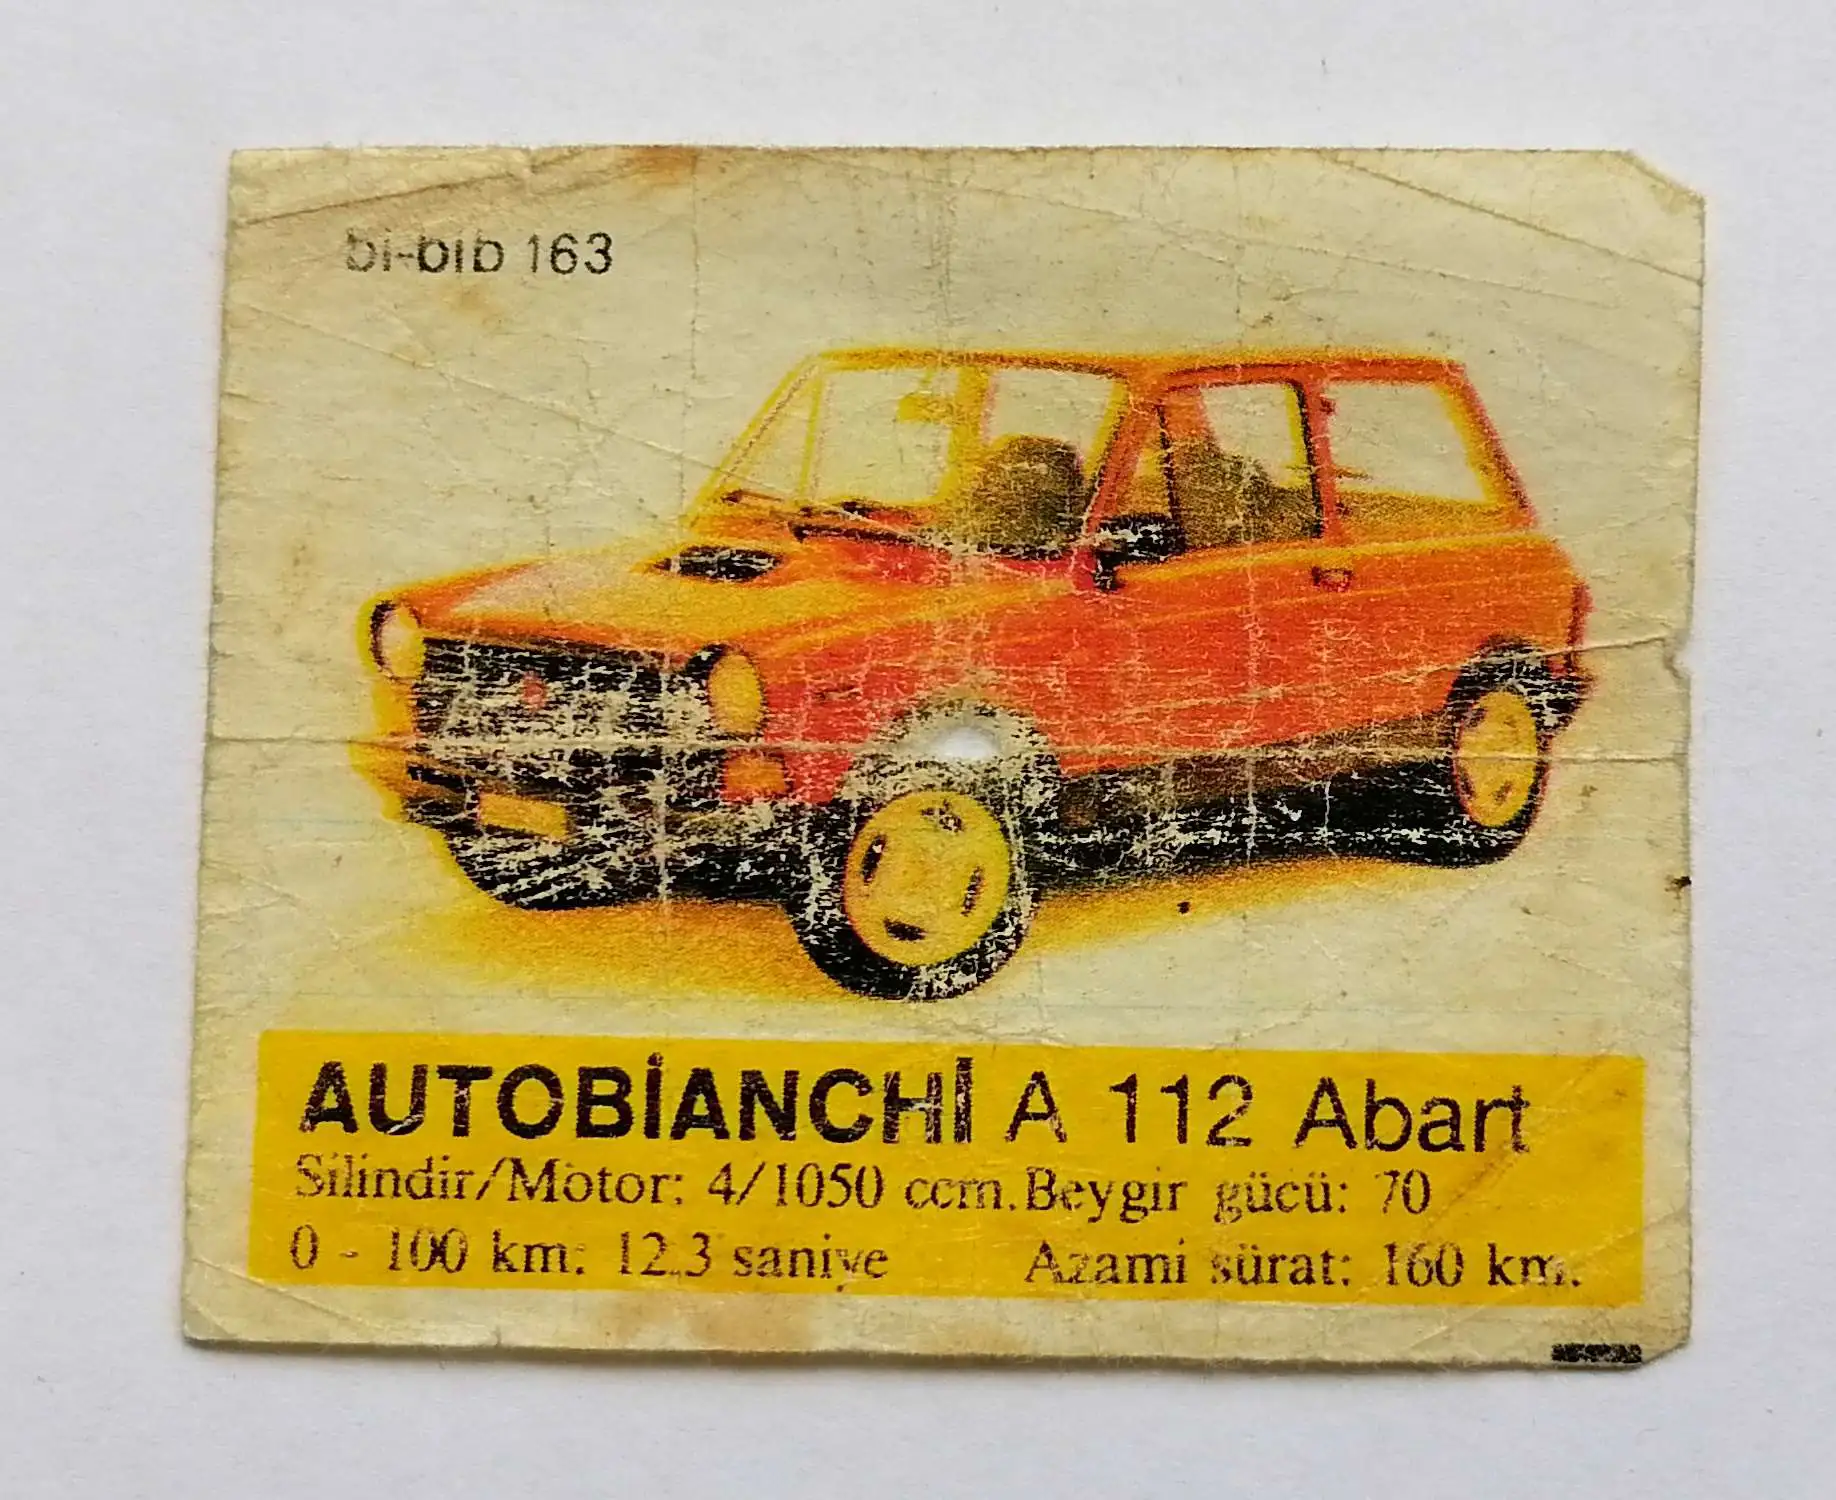 bi-bib 163
AUTOBİANCHİ A 112 Abart
Silindir/Motor: 4/1050 ccm. Beygir gücü: 70
0 - 100 km: 12.3 saniye Azami sürat: 160 km.